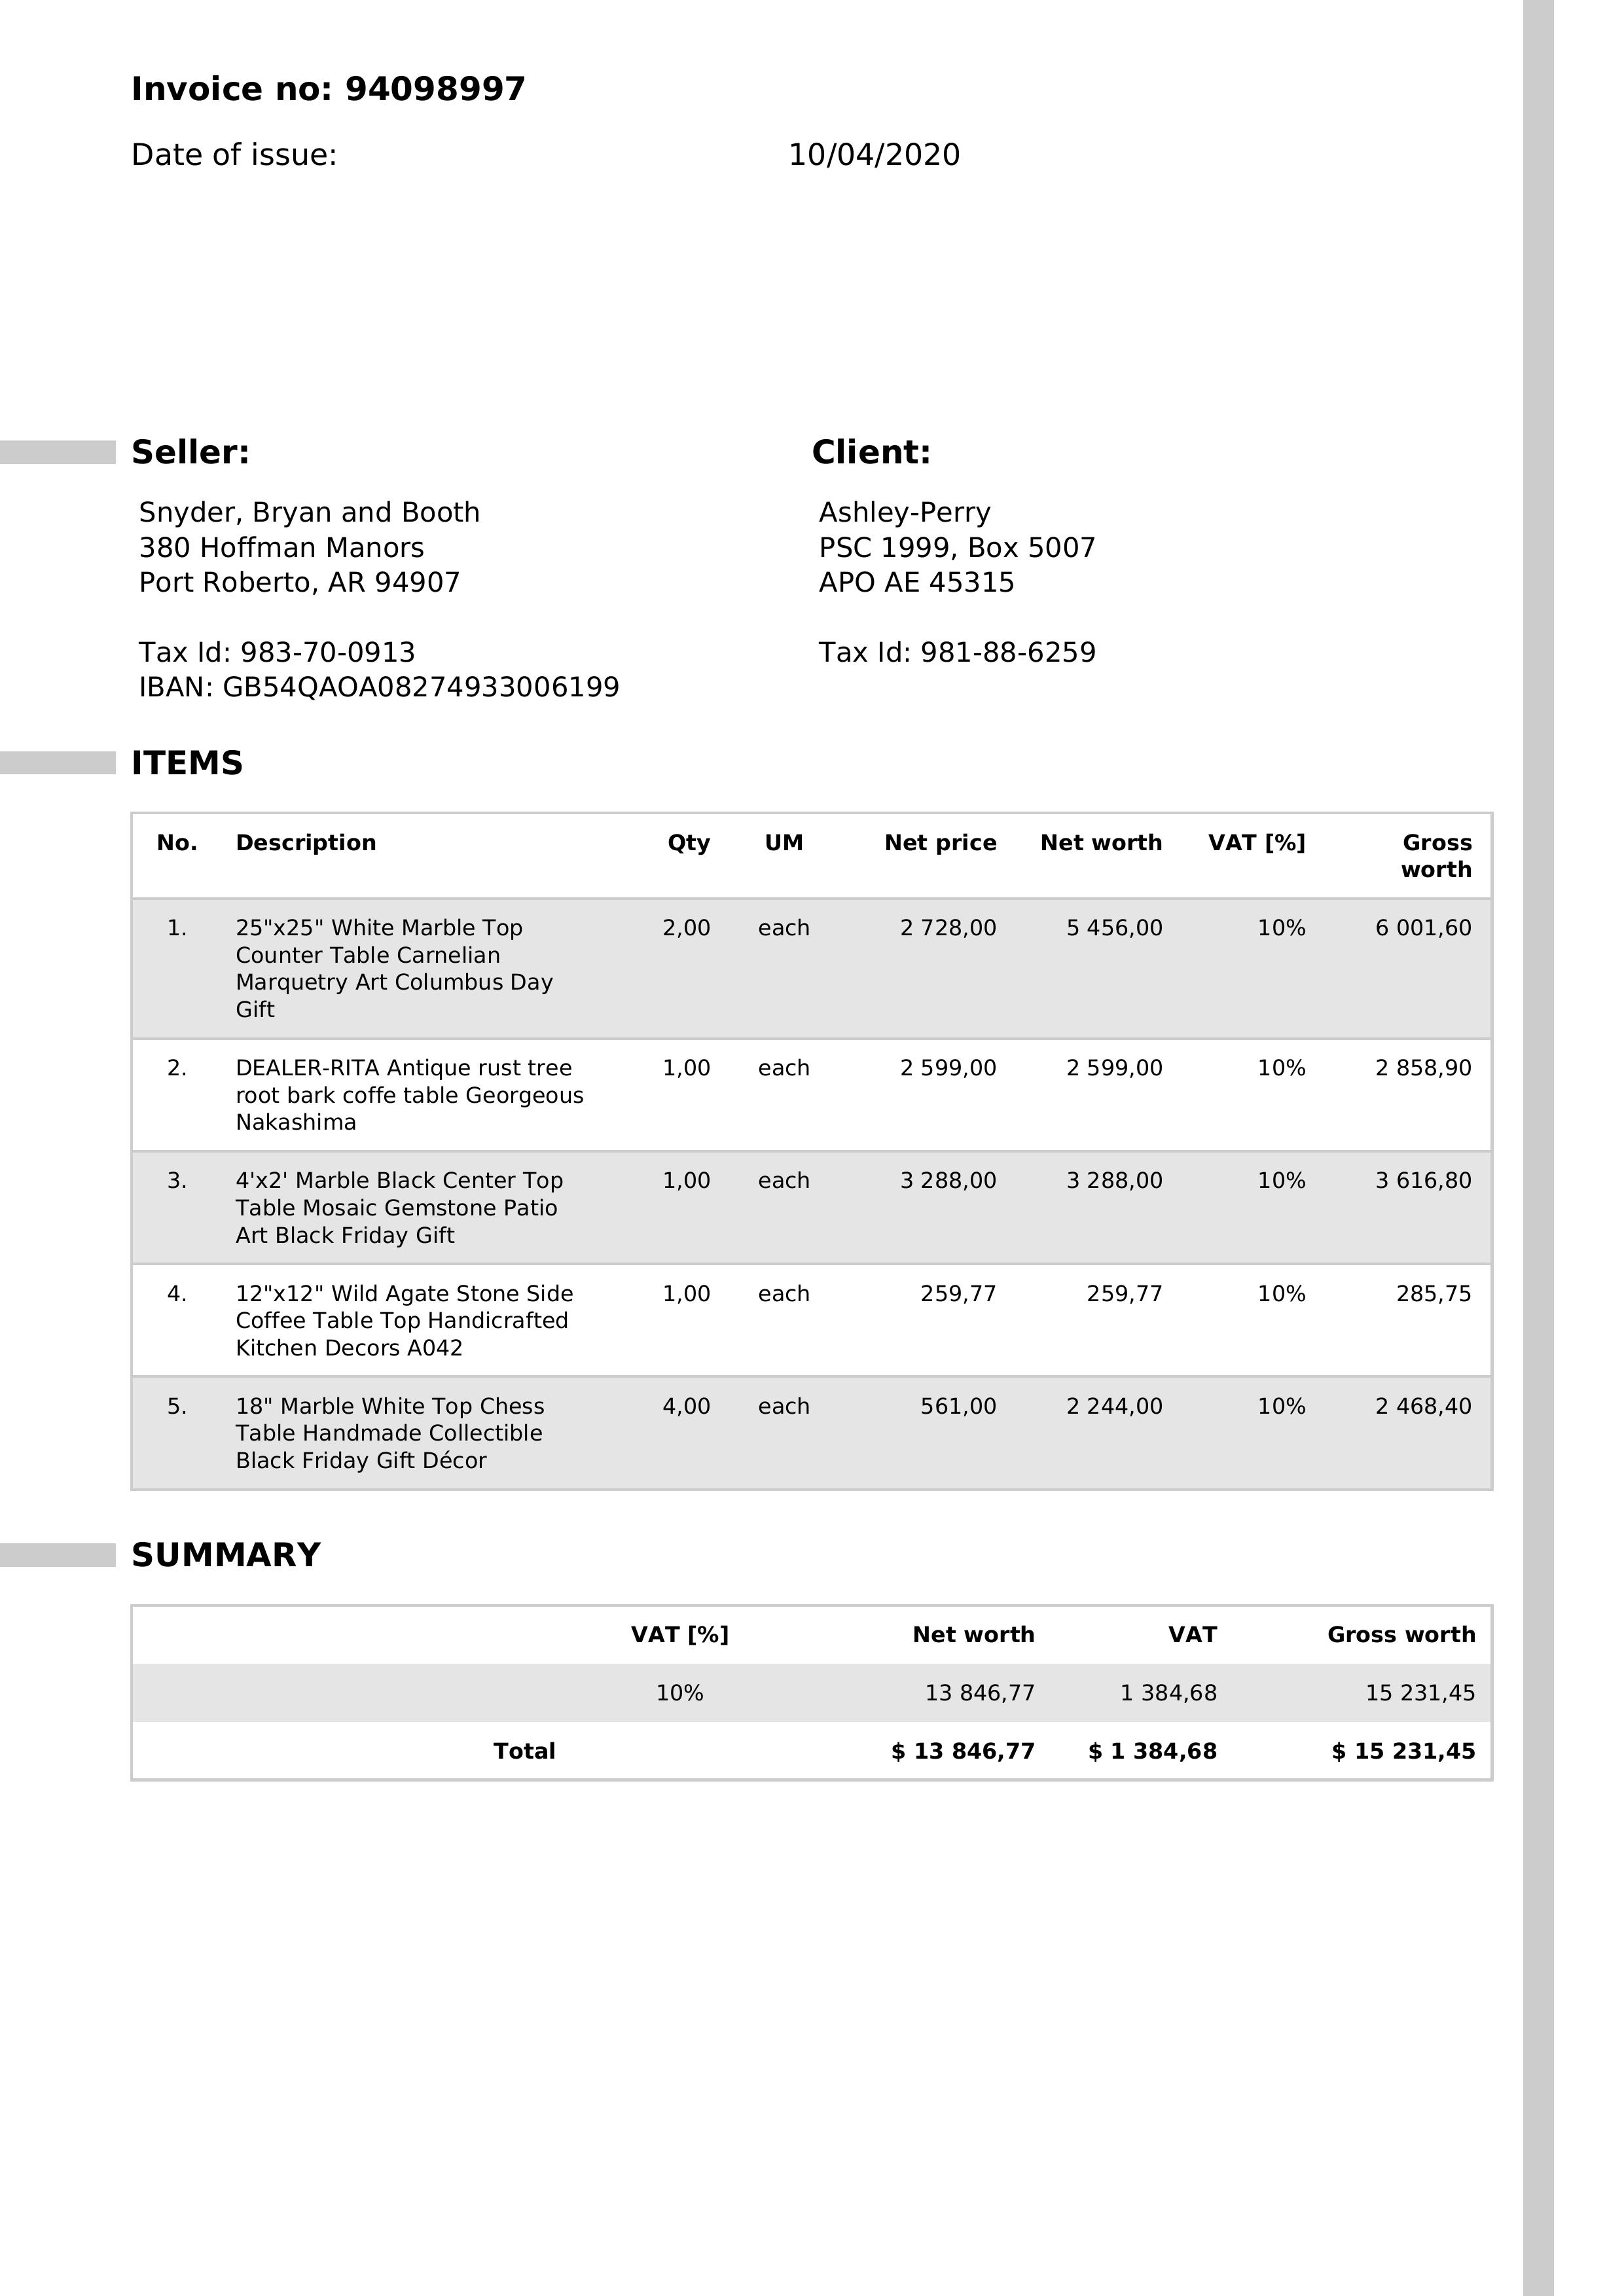 Invoice no: 94098997
Date of issue: 10/04/2020
Seller:
Snyder, Bryan and Booth
380 Hoffman Manors
Port Roberto, AR 94907
Tax Id: 983-70-0913
IBAN: GB54QAOA08274933006199
Client:
Ashley-Perry
PSC 1999, Box 5007
APO AE 45315
Tax Id: 981-88-6259
ITEMS
No. Description Qty UM Net price Net worth VAT [%] Gross
worth
1. 25"x25" White Marble Top 2,00 each 2 728,00 5 456,00 10% 6 001,60
Counter Table Carnelian
Marquetry Art Columbus Day
Gift
2. DEALER-RITA Antique rust tree 1,00 each 2 599,00 2 599,00 10% 2 858,90
root bark coffe table Georgeous
Nakashima
3. 4'x2' Marble Black Center Top 1,00 each 3 288,00 3 288,00 10% 3 616,80
Table Mosaic Gemstone Patio
Art Black Friday Gift
4. 12"x12" Wild Agate Stone Side 1,00 each 259,77 259,77 10% 285,75
Coffee Table Top Handicrafted
Kitchen Decors A042
5. 18" Marble White Top Chess 4,00 each 561,00 2 244,00 10% 2 468,40
Table Handmade Collectible
Black Friday Gift Décor
SUMMARY
VAT [%] Net worth VAT Gross worth
10% 13 846,77 1 384,68 15 231,45
Total $ 13 846,77 $ 1 384,68 $ 15 231,45